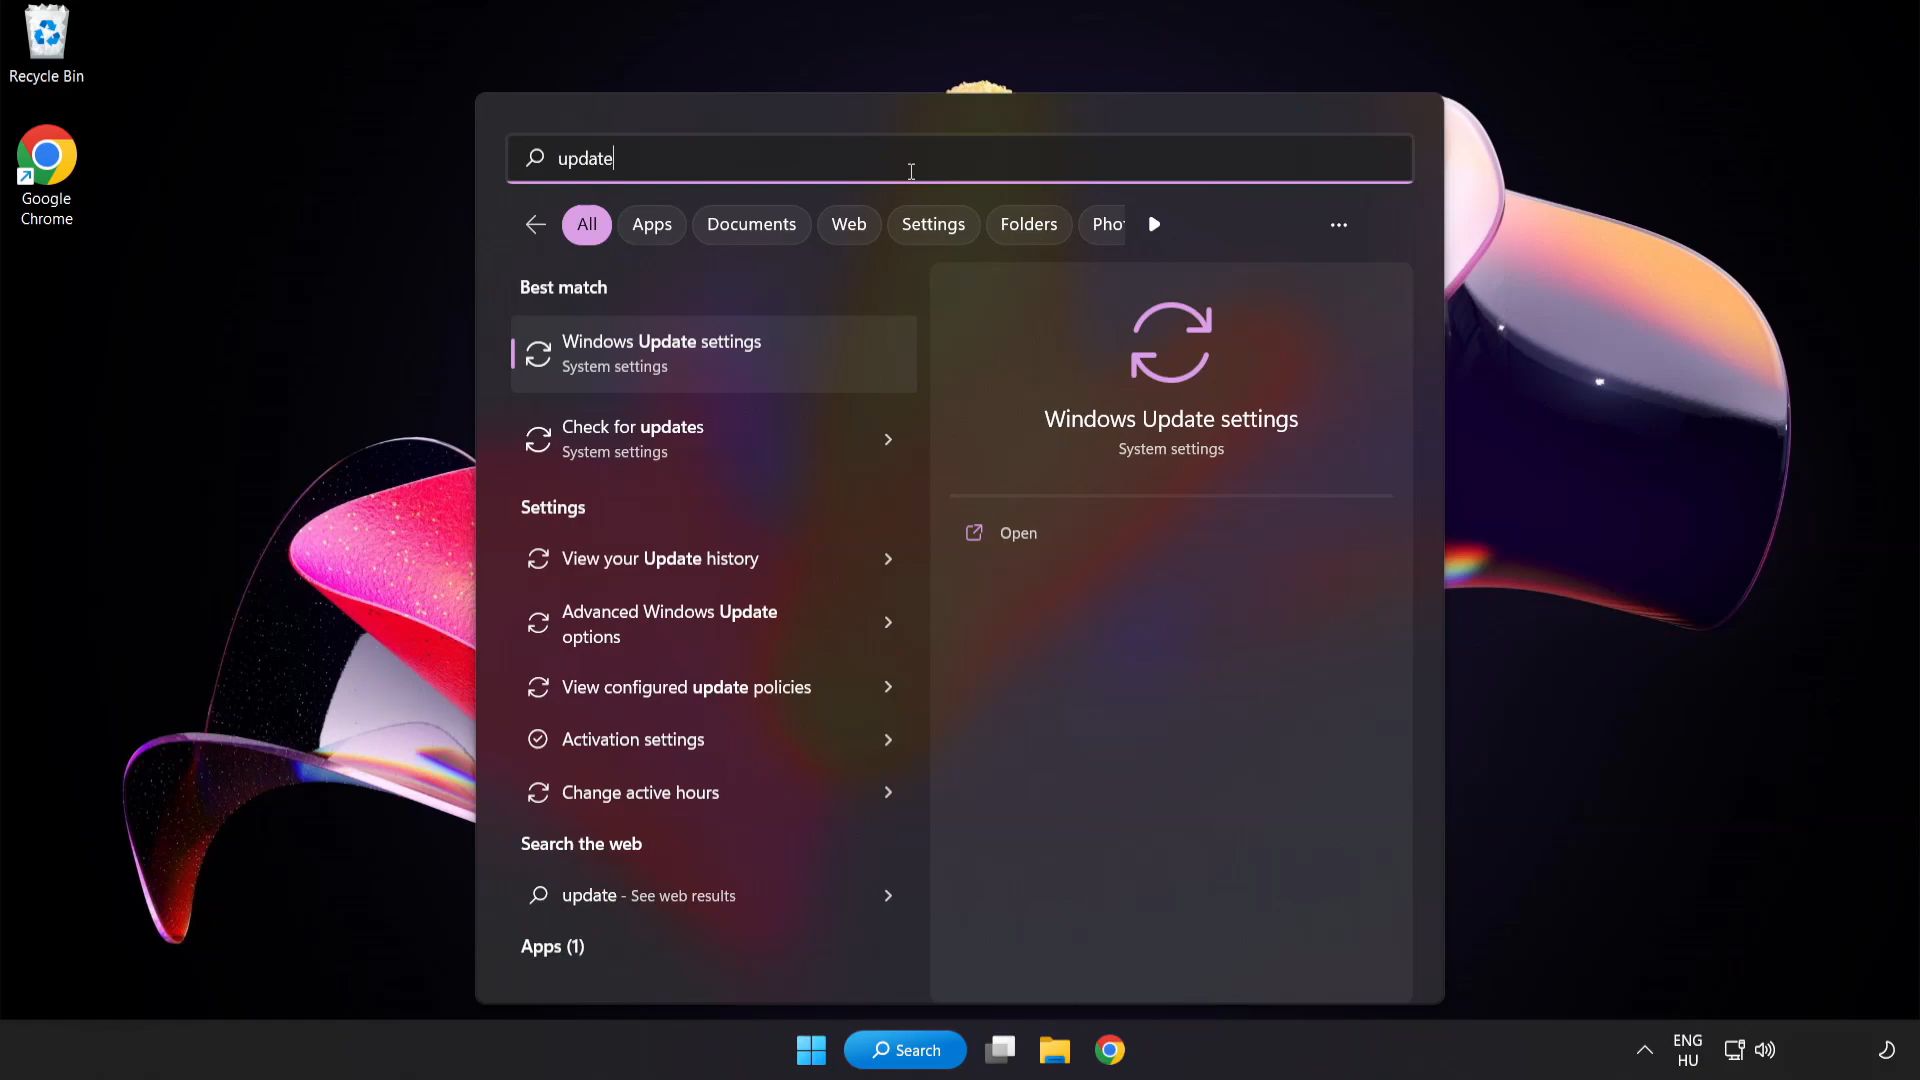 Recycle Bin
Google
Chrome
update
All
Apps
Documents
Web
Settings
Folders
Best match
Windows Update settings
System settings
Check for updates
System settings
Settings
View your Update history
Advanced Windows Update
options
View configured update policies
Activation settings
Change active hours
Search the web
update - See web results
Apps (1)
Windows Update settings
System settings
Open
Search
ENG
HU